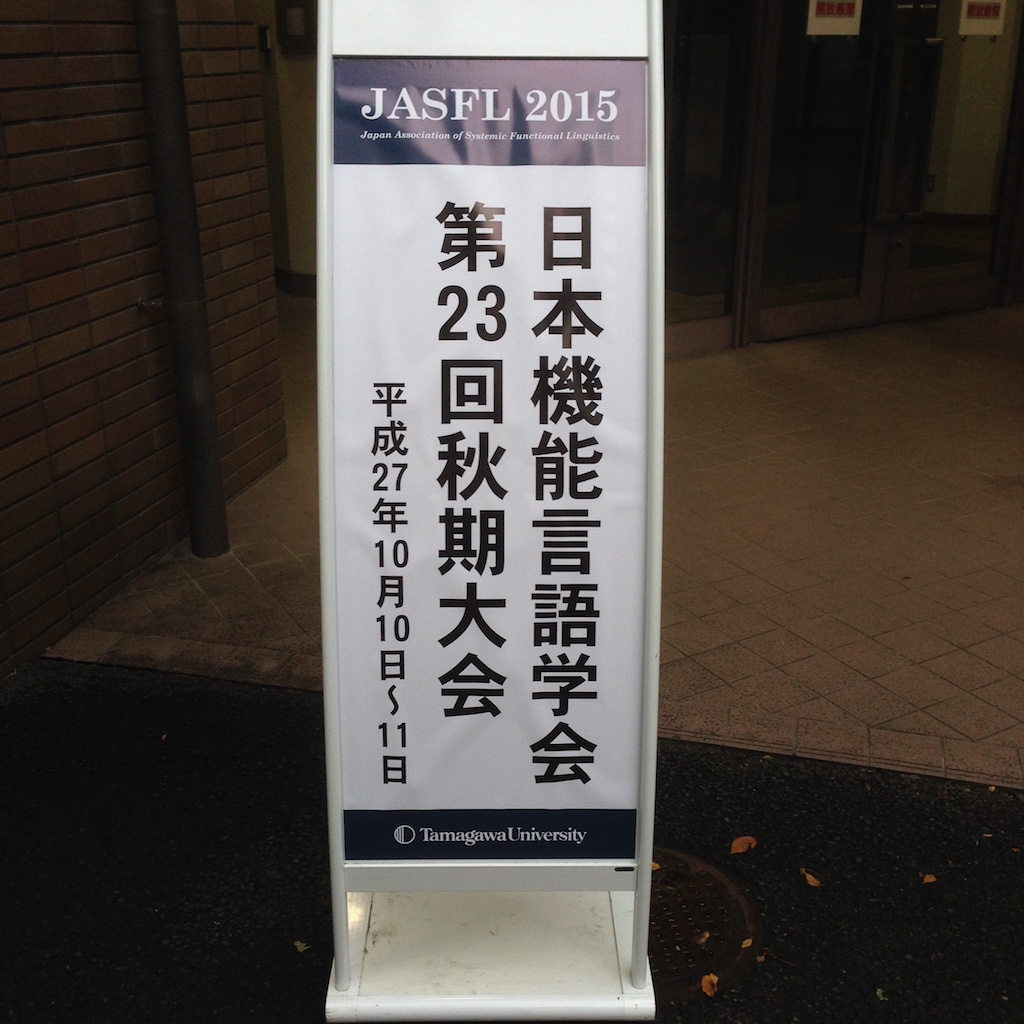 JASFL 2015
Japan Association of Systemic Functional Linguistics
日本機能言語学会
第23回秋期大会
平成27年10月10日～11日
Tamagawa University